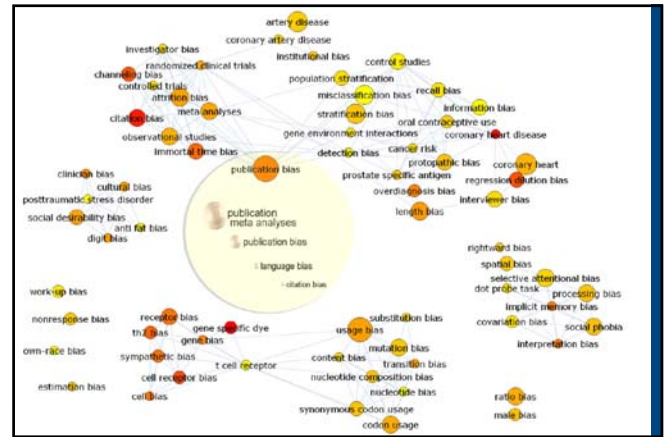 artery disease
coronary artery disease
investigator bias
randomized clinical trials
institutional bias
control studies
channeling bias
population stratification
controlled trials
misclassification bias
recall bias
attrition bias
citation bias
meta analyses
stratification bias
information bias
oral contraceptive use
observational studies
gene environment interactions
coronary heart disease
immortal time bias
detection bias
cancer risk
publication bias
protopathic bias
coronary heart
prostate specific antigen
regression dilution bias
clinician bias
overdiagnosis bias
cultural bias
interviewer bias
posttraumatic stress disorder
length bias
social desirability bias
anti fat bias
digit bias
publication
meta analyses
publication bias
language bias
citation bias
rightward bias
spatial bias
selective attentional bias
dot probe task
processing bias
work-up bias
implicit memory bias
nonresponse bias
covariation bias
social phobia
own-race bias
interpretation bias
estimation bias
receptor bias
substitution bias
gene specific dye
usage bias
th2 bias
gene bias
mutation bias
sympathetic bias
content bias
t cell receptor
transition bias
cell receptor bias
nucleotide composition bias
cell bias
nucleotide bias
synonymous codon usage
codon usage
ratio bias
male bias